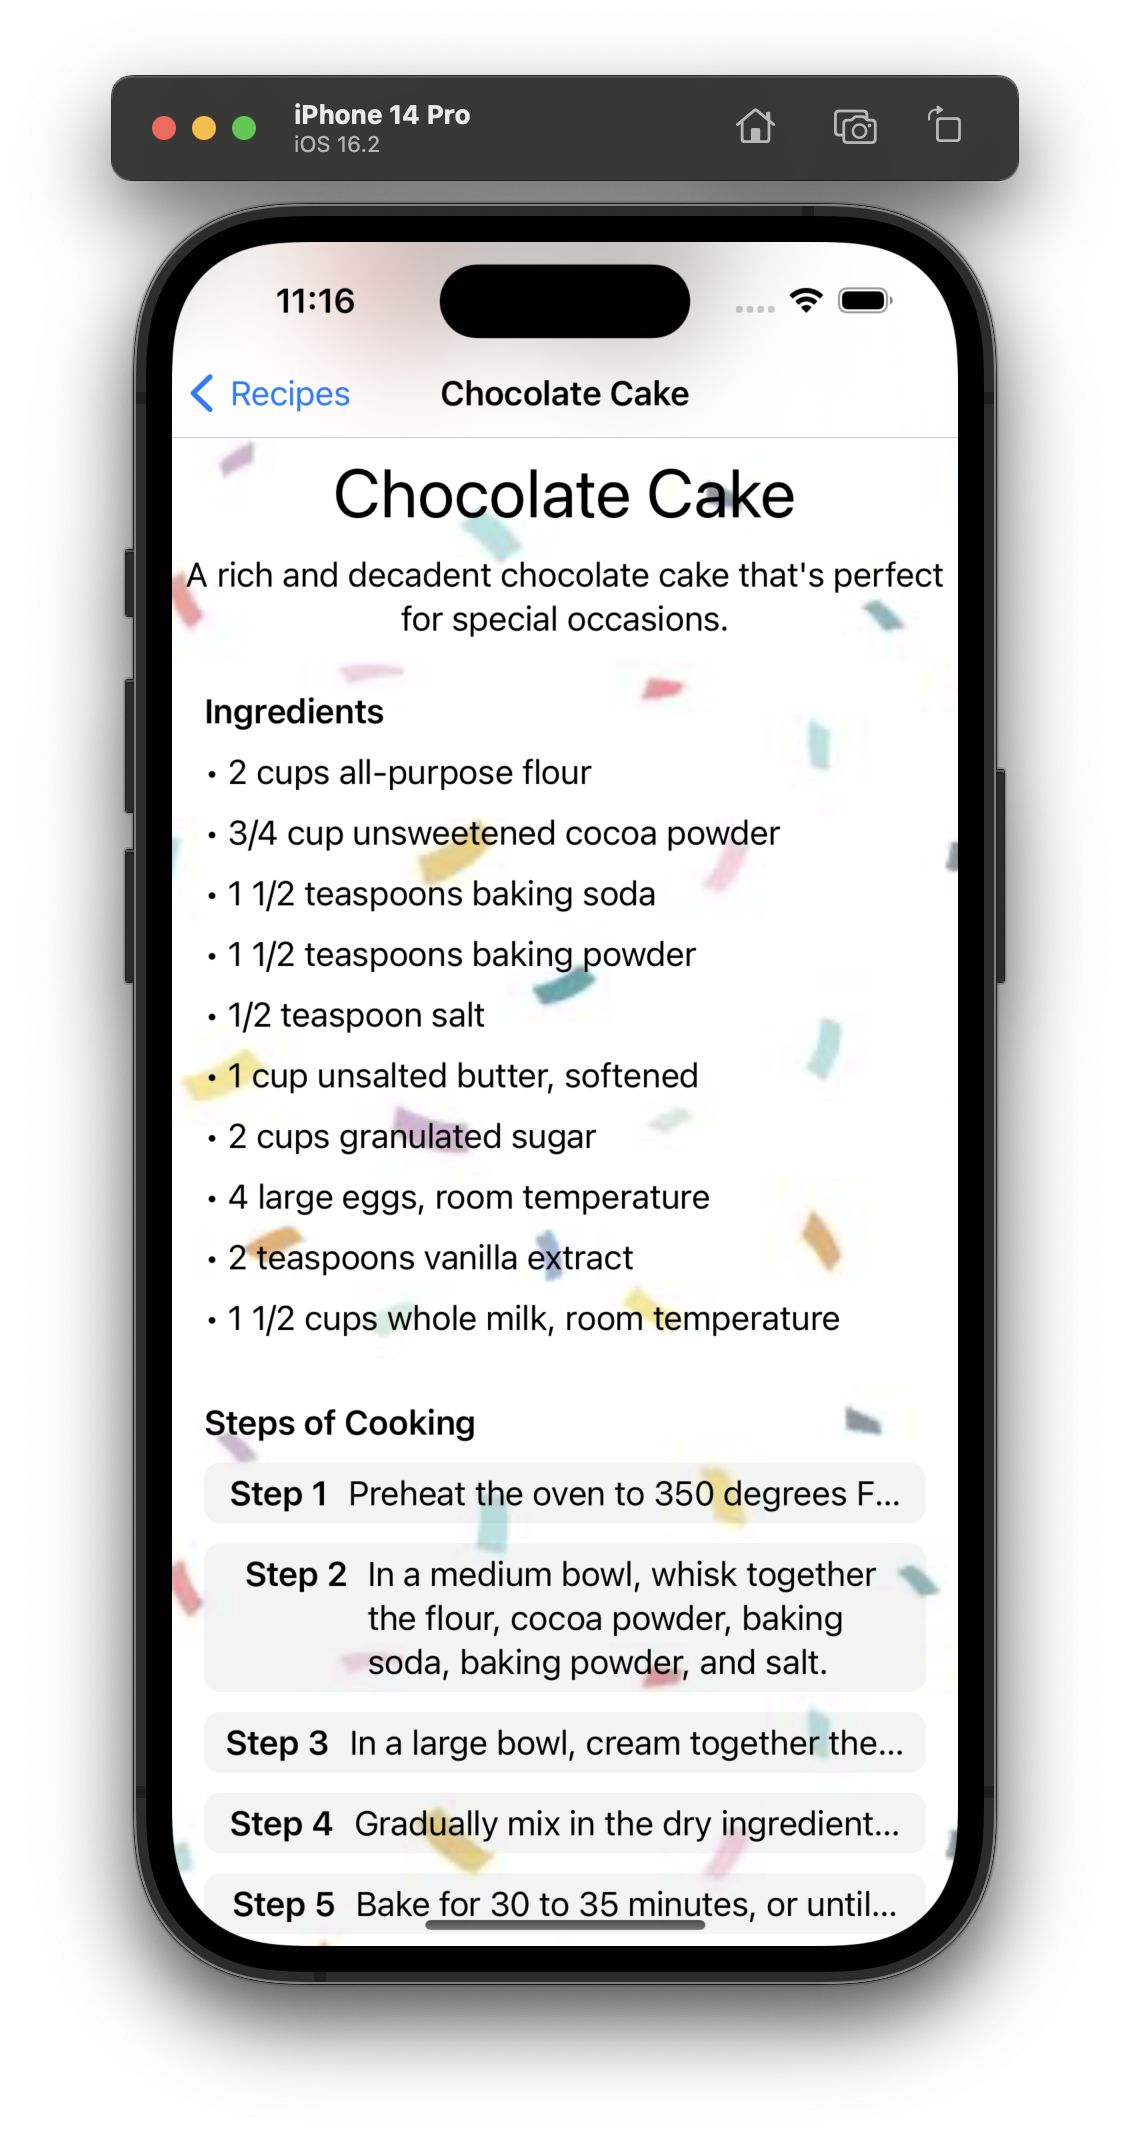 iPhone 14 Pro
iOS 16.2
11:16
Recipes
Chocolate Cake
Chocolate Cake
A rich and decadent chocolate cake that's perfect
for special occasions.
Ingredients
• 2 cups all-purpose flour
• 3/4 cup unsweetened cocoa powder
• 1 1/2 teaspoons baking soda
• 1 1/2 teaspoons baking powder
• 1/2 teaspoon salt
• 1 cup unsalted butter, softened
• 2 cups granulated sugar
• 4 large eggs, room temperature
• 2 teaspoons vanilla extract
• 1 1/2 cups whole milk, room temperature
Steps of Cooking
Step 1 Preheat the oven to 350 degrees F...
Step 2 In a medium bowl, whisk together
the flour, cocoa powder, baking
soda, baking powder, and salt.
Step 3 In a large bowl, cream together the...
Step 4 Gradually mix in the dry ingredient...
Step 5 Bake for 30 to 35 minutes, or until...